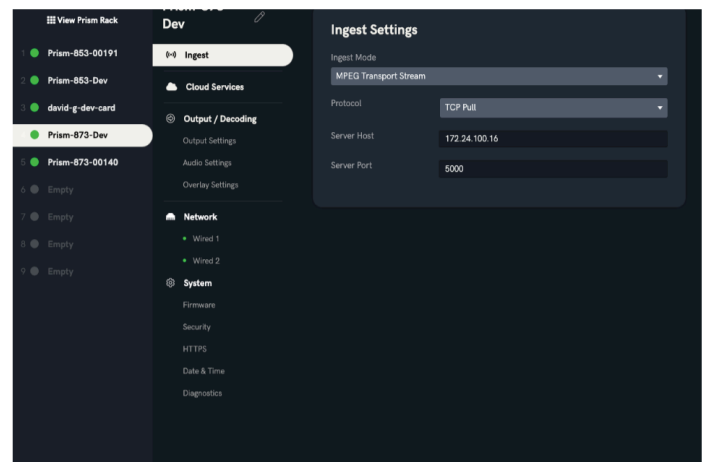 View Prism Rack
1 Prism-853-00191
2 Prism-853-Dev
3 david-g-dev-card
Prism-873-Dev
5 Prism-873-00140
6 Empty
7 Empty
8 Empty
9 Empty
Dev
Ingest
Cloud Services
Output / Decoding
Output Settings
Audio Settings
Overlay Settings
Network
Wired 1
Wired 2
System
Firmware
Security
HTTPS
Date & Time
Diagnostics
Ingest Settings
Ingest Mode
MPEG Transport Stream
Protocol
TCP Pull
Server Host
172.24.100.16
Server Port
5000